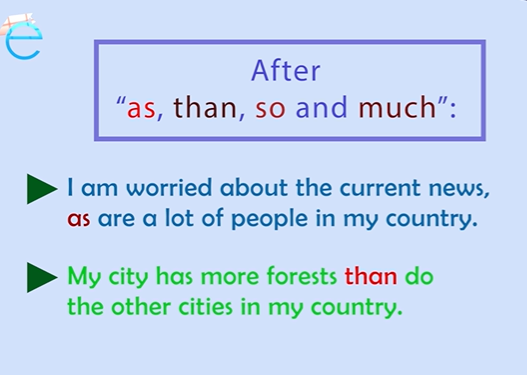 e
After
“as, than, so and much”:
I am worried about the current news,
as are a lot of people in my country.
My city has more forests than do
the other cities in my country.